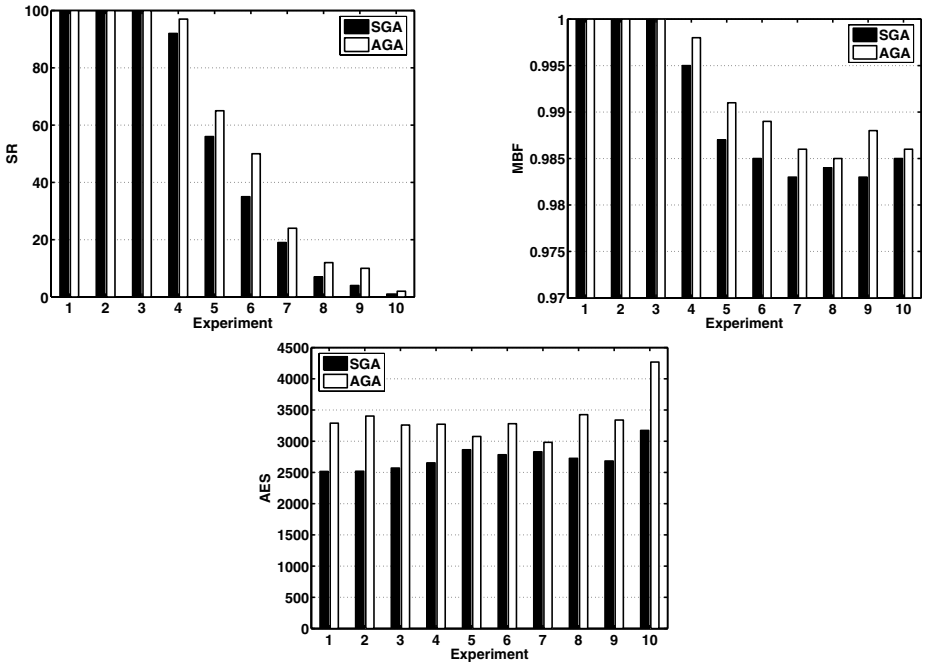 100
80
60
40
20
0
SR
SGA
AGA
1 2 3 4 5 6 7 8 9 10
Experiment
1
0.995
0.99
0.985
0.98
0.975
0.97
MBF
SGA
AGA
1 2 3 4 5 6 7 8 9 10
Experiment
4500
4000
3500
3000
2500
2000
1500
1000
500
0
AES
SGA
AGA
1 2 3 4 5 6 7 8 9 10
Experiment